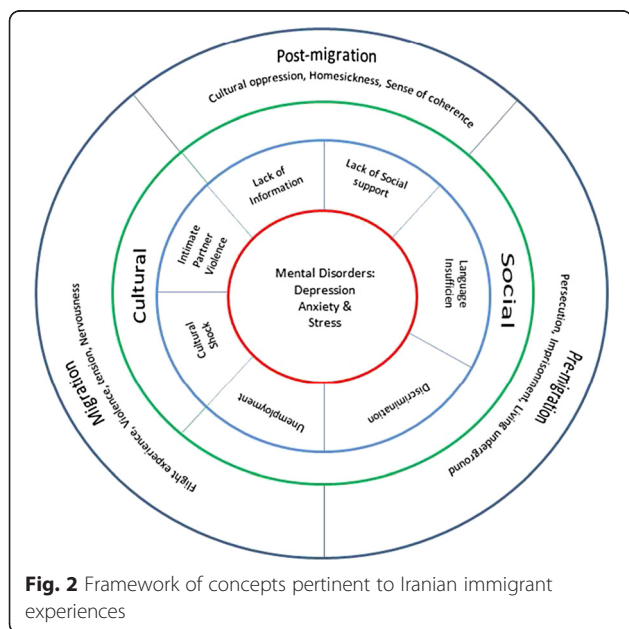 Post-migration
Cultural oppression, Homesickness, Sense of coherence
Lack of
Information
Lack of Social
support
Intimate
Partner
Violence
Cultural
Social
Language
Insufficien
Mental Disorders:
Depression
Anxiety &
Stress
Cultural
Shock
Unemployment
Discrimination
Migration
Flight experience, Violence, tension, Nervousness
Pre-migration
Persecution, Imprisonment, Living underground
Fig. 2 Framework of concepts pertinent to Iranian immigrant
experiences